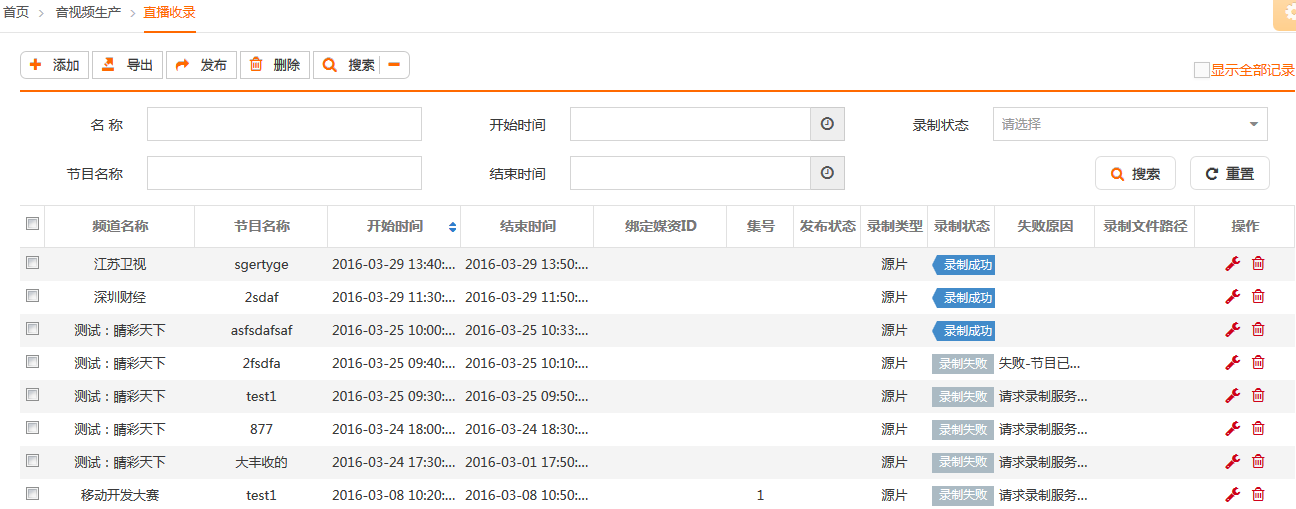 首页 > 音视频生产 > 直播收录
添加 导出 发布 删除 搜索
显示全部记录
名 称 开始时间 录制状态 请选择
节目名称 结束时间 搜索 重置
频道名称 节目名称 开始时间 结束时间 绑定媒资ID 集号 发布状态 录制类型 录制状态 失败原因 录制文件路径 操作
江苏卫视 sgertyge 2016-03-29 13:40:... 2016-03-29 13:50:... 源片 录制成功
深圳财经 2sdaf 2016-03-29 11:30:... 2016-03-29 11:50:... 源片 录制成功
测试：睛彩天下 asfsdafsaf 2016-03-25 10:00:... 2016-03-25 10:33:... 源片 录制成功
测试：睛彩天下 2fsdfa 2016-03-25 09:40:... 2016-03-25 10:10:... 源片 录制失败 失败-节目已...
测试：睛彩天下 test1 2016-03-25 09:30:... 2016-03-25 09:50:... 源片 录制失败 请求录制服务...
测试：睛彩天下 877 2016-03-24 18:00:... 2016-03-24 18:30:... 源片 录制失败 请求录制服务...
测试：睛彩天下 大丰收的 2016-03-24 17:30:... 2016-03-01 17:50:... 源片 录制失败 请求录制服务...
移动开发大赛 test1 2016-03-08 10:20:... 2016-03-08 10:50:... 1 源片 录制失败 请求录制服务...